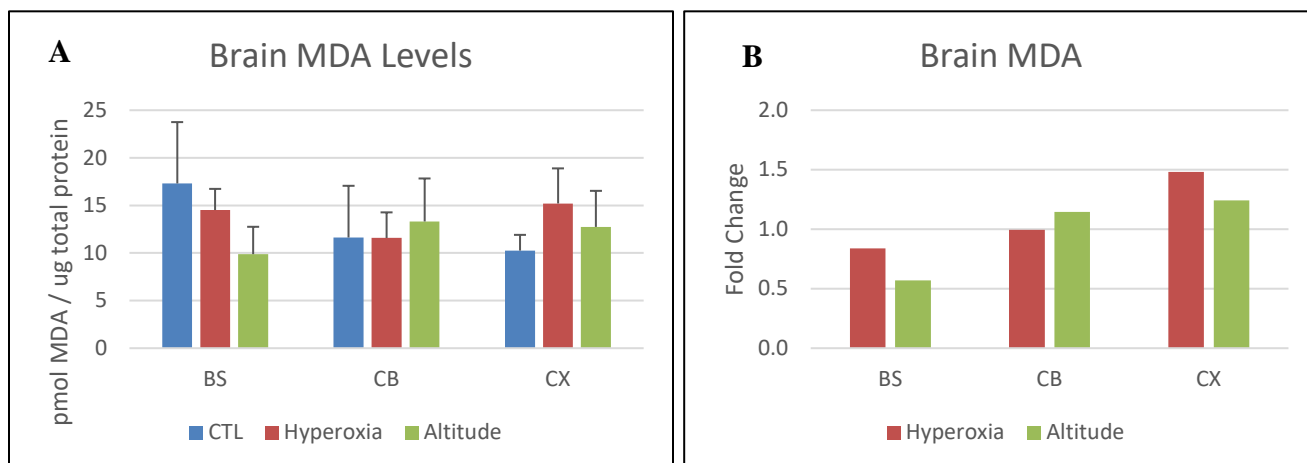 A
Brain MDA Levels
pmol MDA / ug total protein
25
20
15
10
5
0
BS CB CX
CTL Hyperoxia Altitude
B
Brain MDA
Fold Change
2.0
1.5
1.0
0.5
0.0
BS CB CX
Hyperoxia Altitude